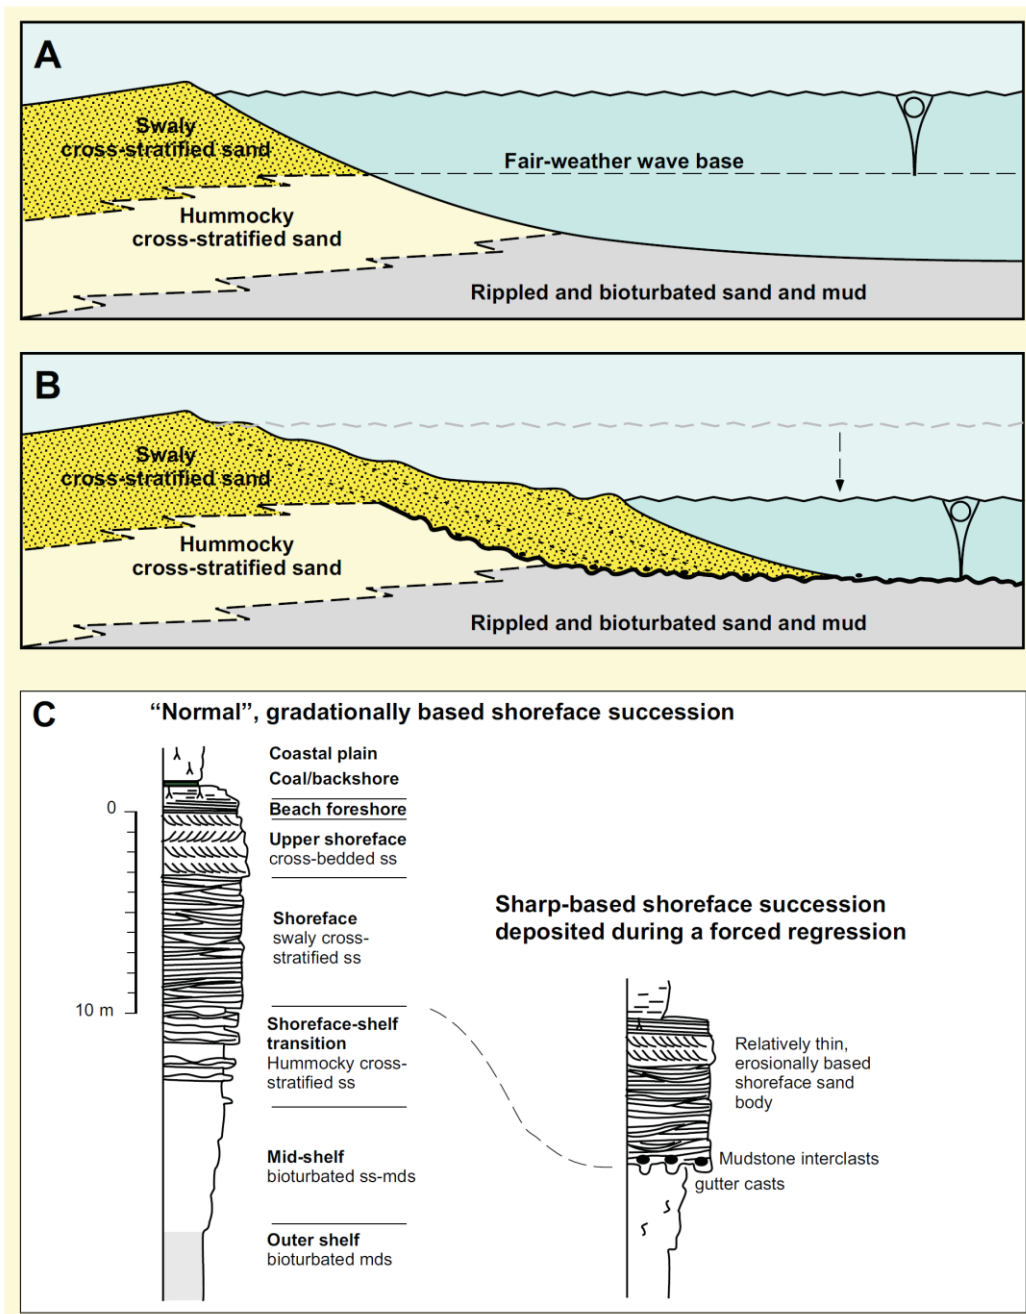 A
Swaly
cross-stratified sand
Fair-weather wave base
Hummocky
cross-stratified sand
Rippled and bioturbated sand and mud
B
Swaly
cross-stratified sand
Hummocky
cross-stratified sand
Rippled and bioturbated sand and mud
C
“Normal”, gradationally based shoreface succession
Coastal plain
Coal/backshore
0
Beach foreshore
Upper shoreface
cross-bedded ss
Shoreface
swaly cross-
stratified ss
10 m
Shoreface-shelf
transition
Hummocky cross-
stratified ss
Mid-shelf
bioturbated ss-mds
Outer shelf
bioturbated mds
Sharp-based shoreface succession
deposited during a forced regression
Relatively thin,
erosionally based
shoreface sand
body
Mudstone interclasts
gutter casts